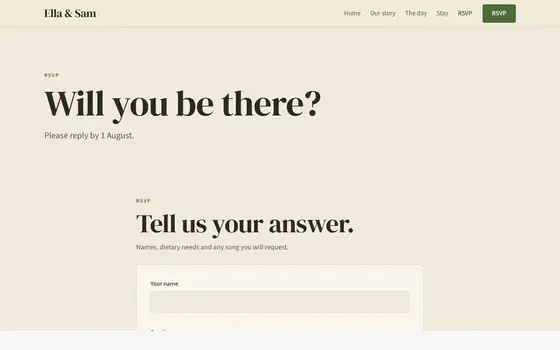 Ella & Sam
Home Our story The day Stay RSVP RSVP
RSVP
Will you be there?
Please reply by 1 August.
RSVP
Tell us your answer.
Names, dietary needs and any song you will request.
Your name